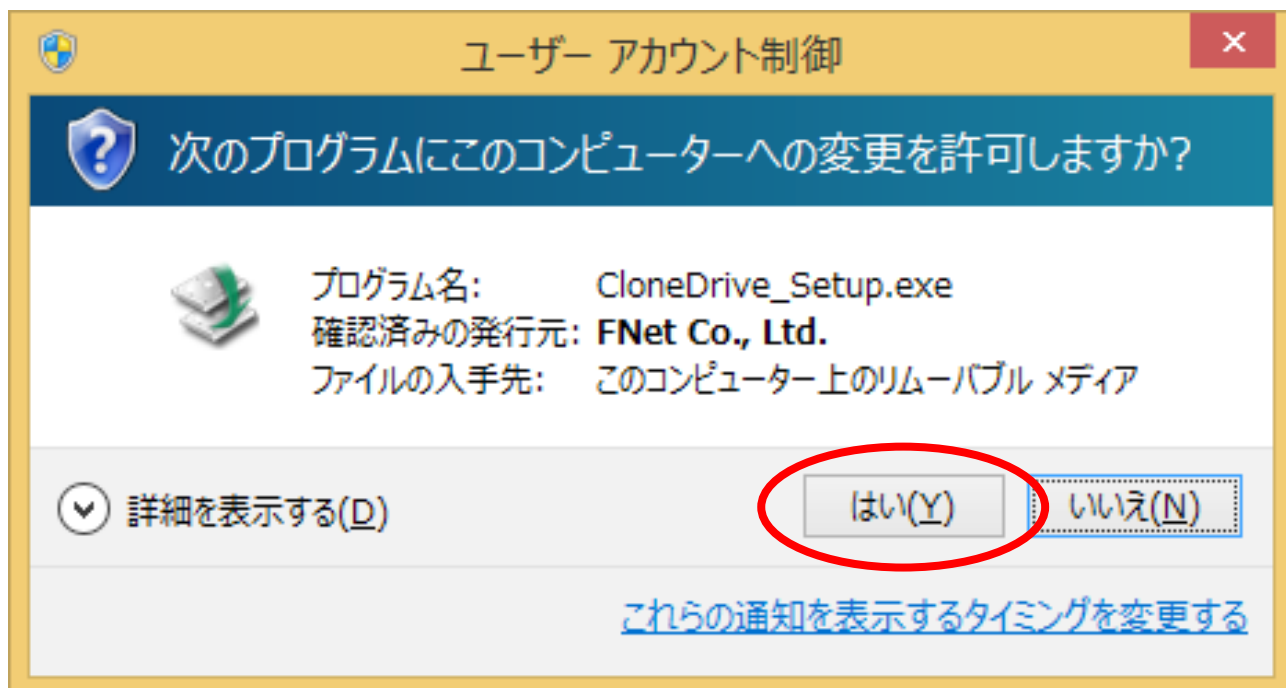 ユーザー アカウント制御
次のプログラムにこのコンピューターへの変更を許可しますか?
プログラム名: CloneDrive_Setup.exe
確認済みの発行元: FNet Co., Ltd.
ファイルの入手先: このコンピューター上のリムーバブル メディア
詳細を表示する(D) はい(Y) いいえ(N)
これらの通知を表示するタイミングを変更する